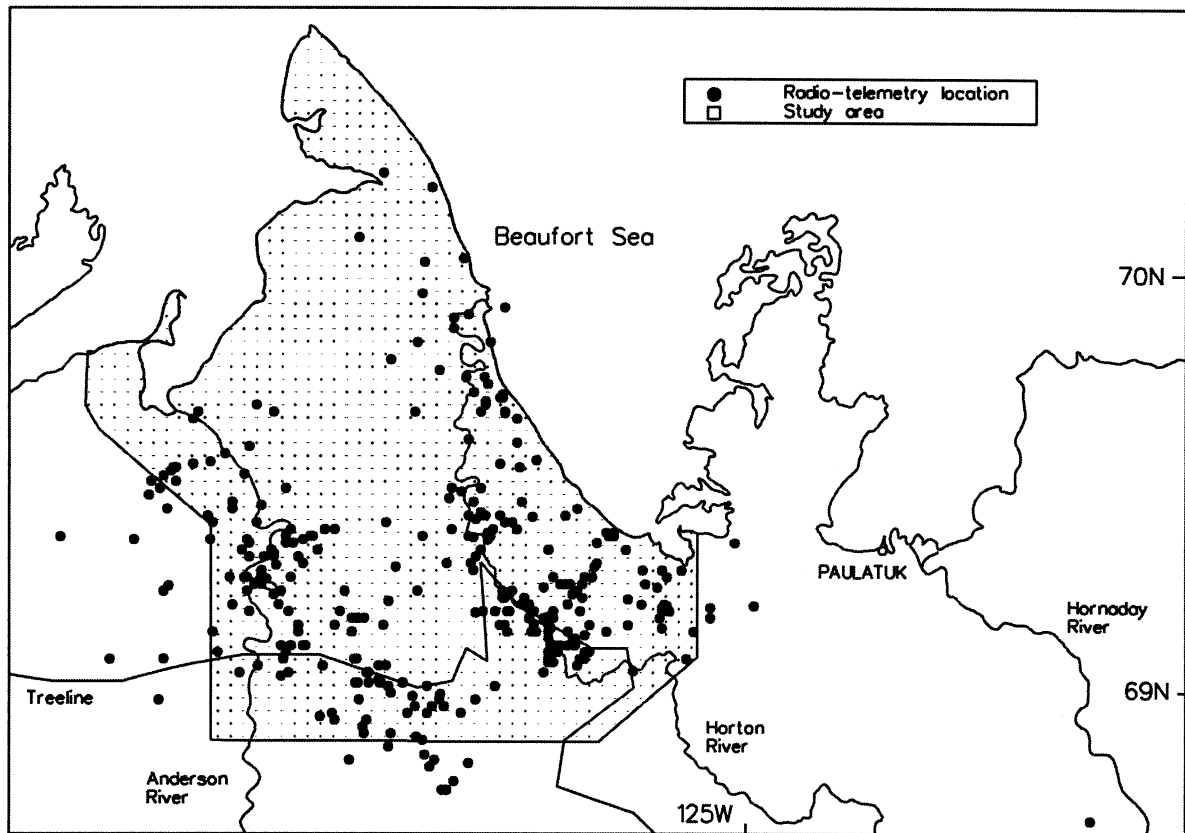 Radio-telemetry location
Study area
Beaufort Sea
70N
PAULATUK
Hornaday
River
Treeline
69N
Horton
River
Anderson
River
125W